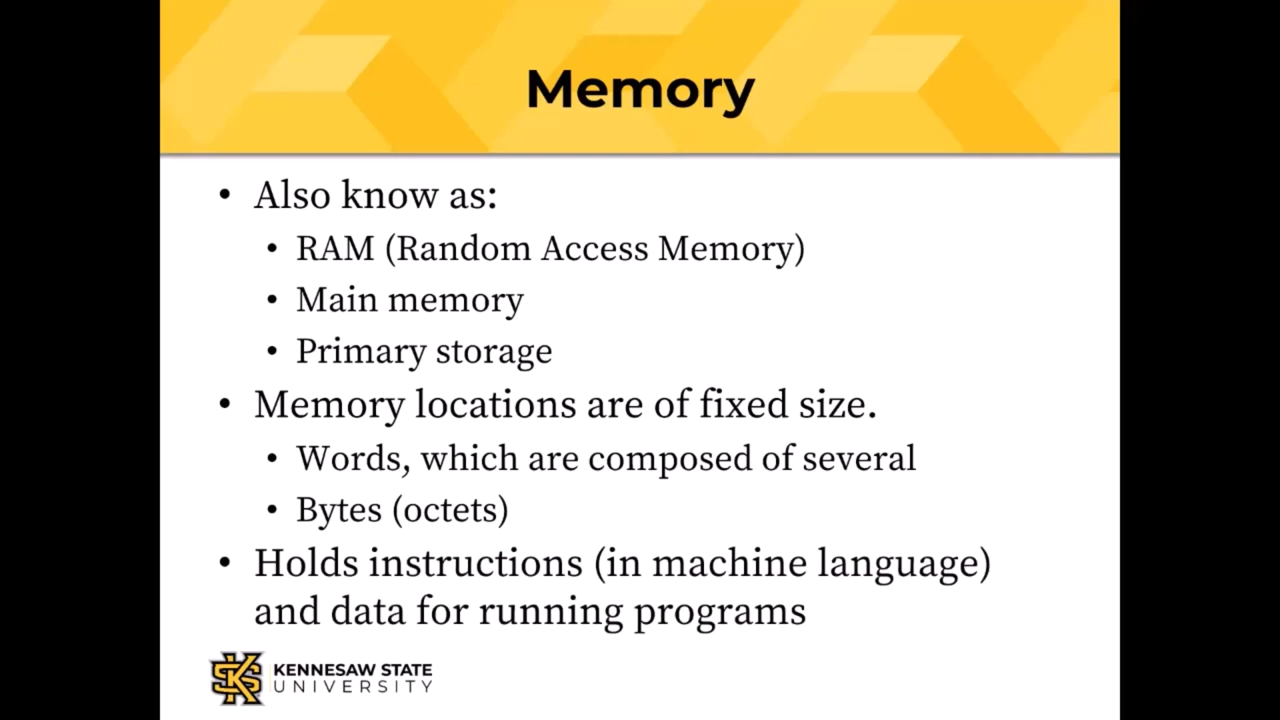 Memory
• Also know as:
• RAM (Random Access Memory)
• Main memory
• Primary storage
• Memory locations are of fixed size.
• Words, which are composed of several
• Bytes (octets)
• Holds instructions (in machine language)
and data for running programs
KS
KENNESAW STATE
UNIVERSITY